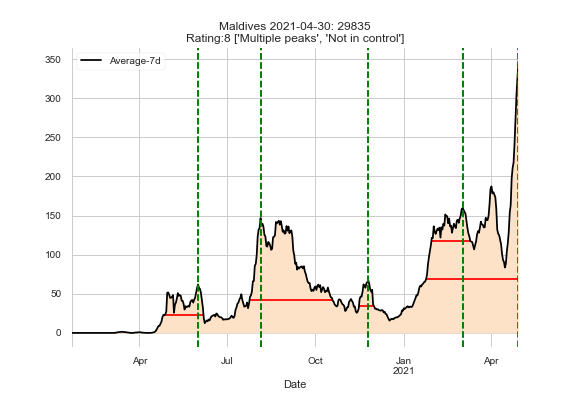 Maldives 2021-04-30: 29835
Rating:8 ['Multiple peaks', 'Not in control']
Average-7d
350
300
250
200
150
100
50
0
Apr
Jul
Oct
Jan
2021
Apr
Date